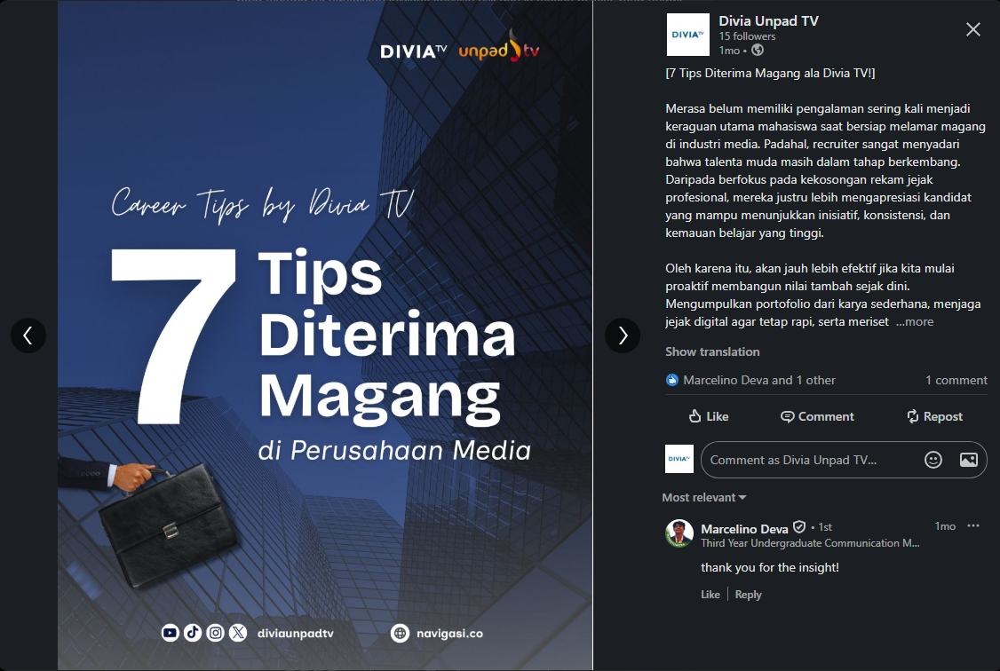 DIVIA TV unpad tv
Career Tips by Divia TV
7 Tips
Diterima
Magang
di Perusahaan Media
diviaunpadtv navigasi.co
DIVIA TV
Divia Unpad TV
15 followers
1mo •
[7 Tips Diterima Magang ala Divia TV!]
Merasa belum memiliki pengalaman sering kali menjadi
keraguan utama mahasiswa saat bersiap melamar magang
di industri media. Padahal, recruiter sangat menyadari
bahwa talenta muda masih dalam tahap berkembang.
Daripada berfokus pada kekosongan rekam jejak
profesional, mereka justru lebih mengapresiasi kandidat
yang mampu menunjukkan inisiatif, konsistensi, dan
kemauan belajar yang tinggi.
Oleh karena itu, akan jauh lebih efektif jika kita mulai
proaktif membangun nilai tambah sejak dini.
Mengumpulkan portofolio dari karya sederhana, menjaga
jejak digital agar tetap rapi, serta meriset ...more
Show translation
Marcelino Deva and 1 other 1 comment
Like Comment Repost
DIVIA TV
Comment as Divia Unpad TV...
Most relevant
Marcelino Deva • 1st 1mo
Third Year Undergraduate Communication M...
thank you for the insight!
Like Reply